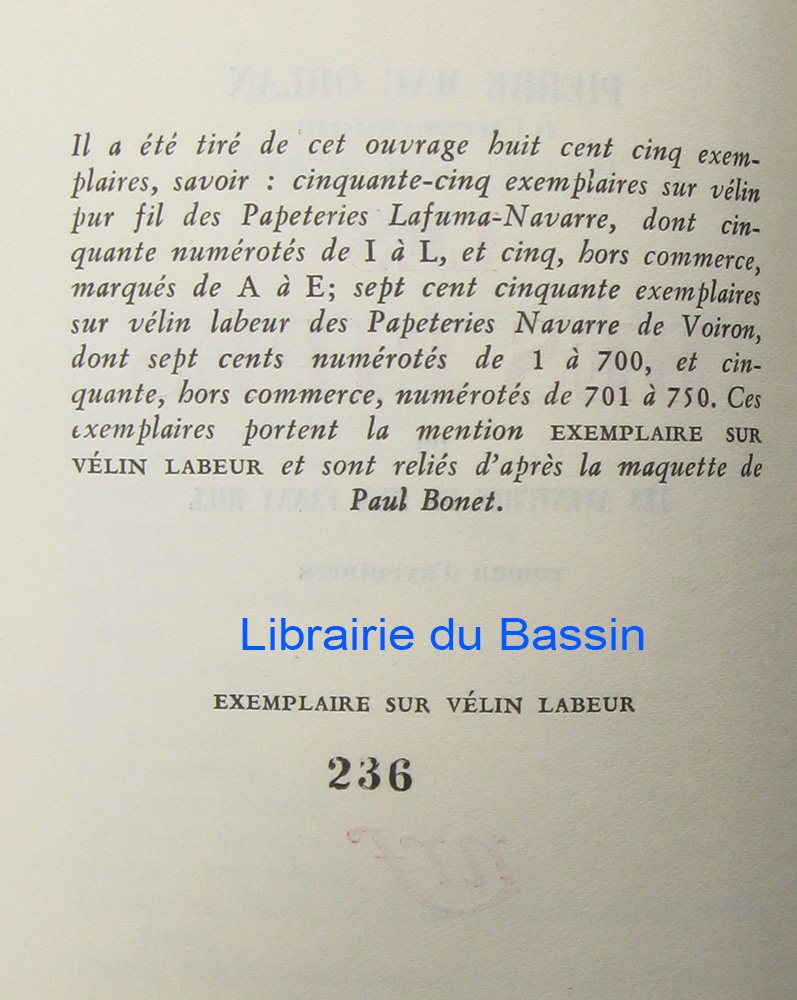 Il a été tiré de cet ouvrage huit cent cinq exem-
plaires, savoir : cinquante-cinq exemplaires sur vélin
pur fil des Papeteries Lafuma-Navarre, dont cin-
quante numérotés de I à L, et cinq, hors commerce,
marqués de A à E; sept cent cinquante exemplaires
sur vélin labeur des Papeteries Navarre de Voiron,
dont sept cents numérotés de 1 à 700, et cin-
quante, hors commerce, numérotés de 701 à 750. Ces
exemplaires portent la mention EXEMPLAIRE SUR
VÉLIN LABEUR et sont reliés d'après la maquette de
Paul Bonet.
Librairie du Bassin
EXEMPLAIRE SUR VÉLIN LABEUR
236